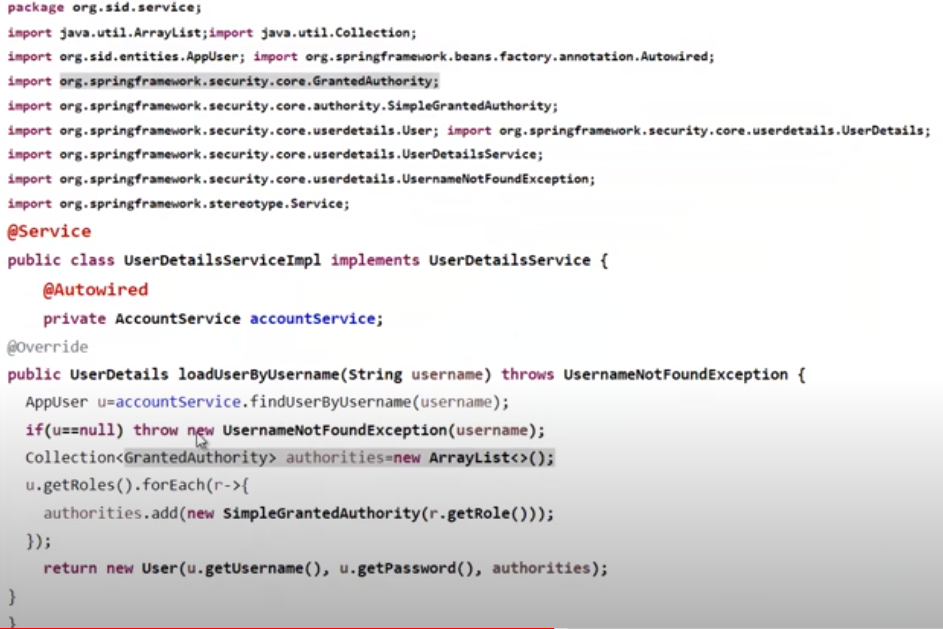 package org.sid.service;
import java.util.ArrayList;import java.util.Collection;
import org.sid.entities.AppUser; import org.springframework.beans.factory.annotation.Autowired;
import org.springframework.security.core.GrantedAuthority;
import org.springframework.security.core.authority.SimpleGrantedAuthority;
import org.springframework.security.core.userdetails.User; import org.springframework.security.core.userdetails.UserDetails;
import org.springframework.security.core.userdetails.UserDetailsService;
import org.springframework.security.core.userdetails.UsernameNotFoundException;
import org.springframework.stereotype.Service;
@Service
public class UserDetailsServiceImpl implements UserDetailsService {
@Autowired
private AccountService accountService;
@Override
public UserDetails loadUserByUsername(String username) throws UsernameNotFoundException {
AppUser u=accountService.findUserByUsername(username);
if(u==null) throw new UsernameNotFoundException(username);
Collection<GrantedAuthority> authorities=new ArrayList<>();
u.getRoles().forEach(r->{
authorities.add(new SimpleGrantedAuthority(r.getRole()));
});
return new User(u.getUsername(), u.getPassword(), authorities);
}
}